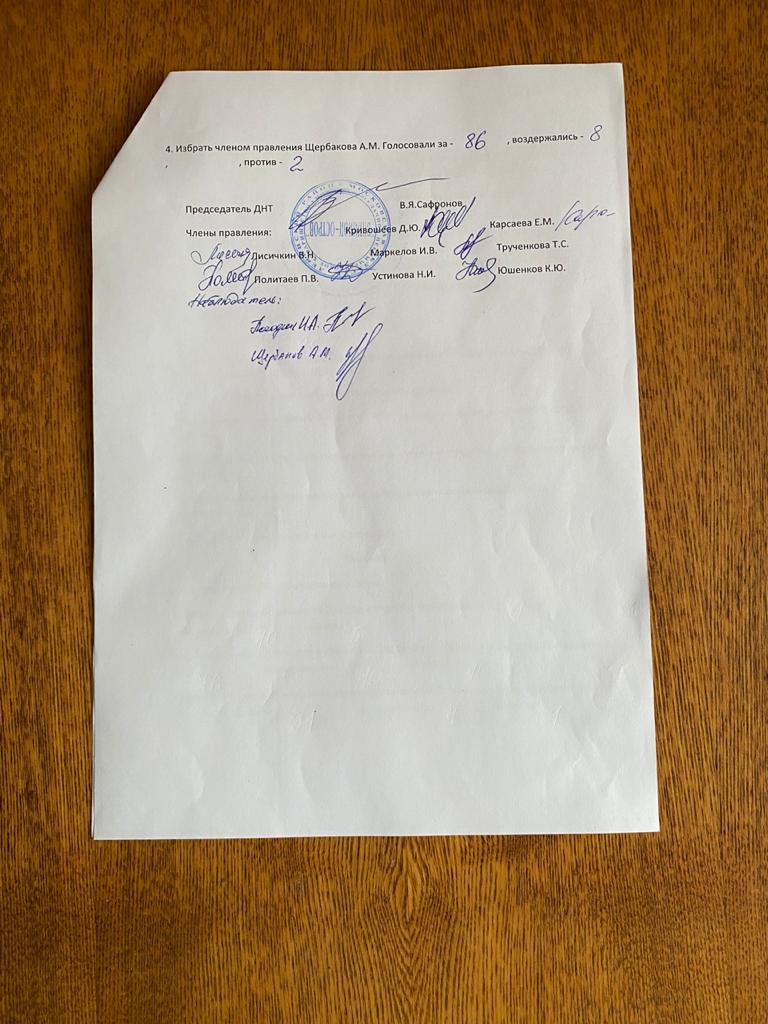 4. Избрать членом правления Щербакова А.М. Голосовали за - 86 , воздержались - 8
, , против - 2
Председатель ДНТ В.Я.Сафронов
Члены правления: Кривошеев Д.Ю. Карсаева Е.М.
Лисичкин В.Н. Маркелов И.В. Трученкова Т.С.
Политаев П.В. Устинова Н.И. Юшенков К.Ю.
Наблюдатель:
Щербаков А.М.